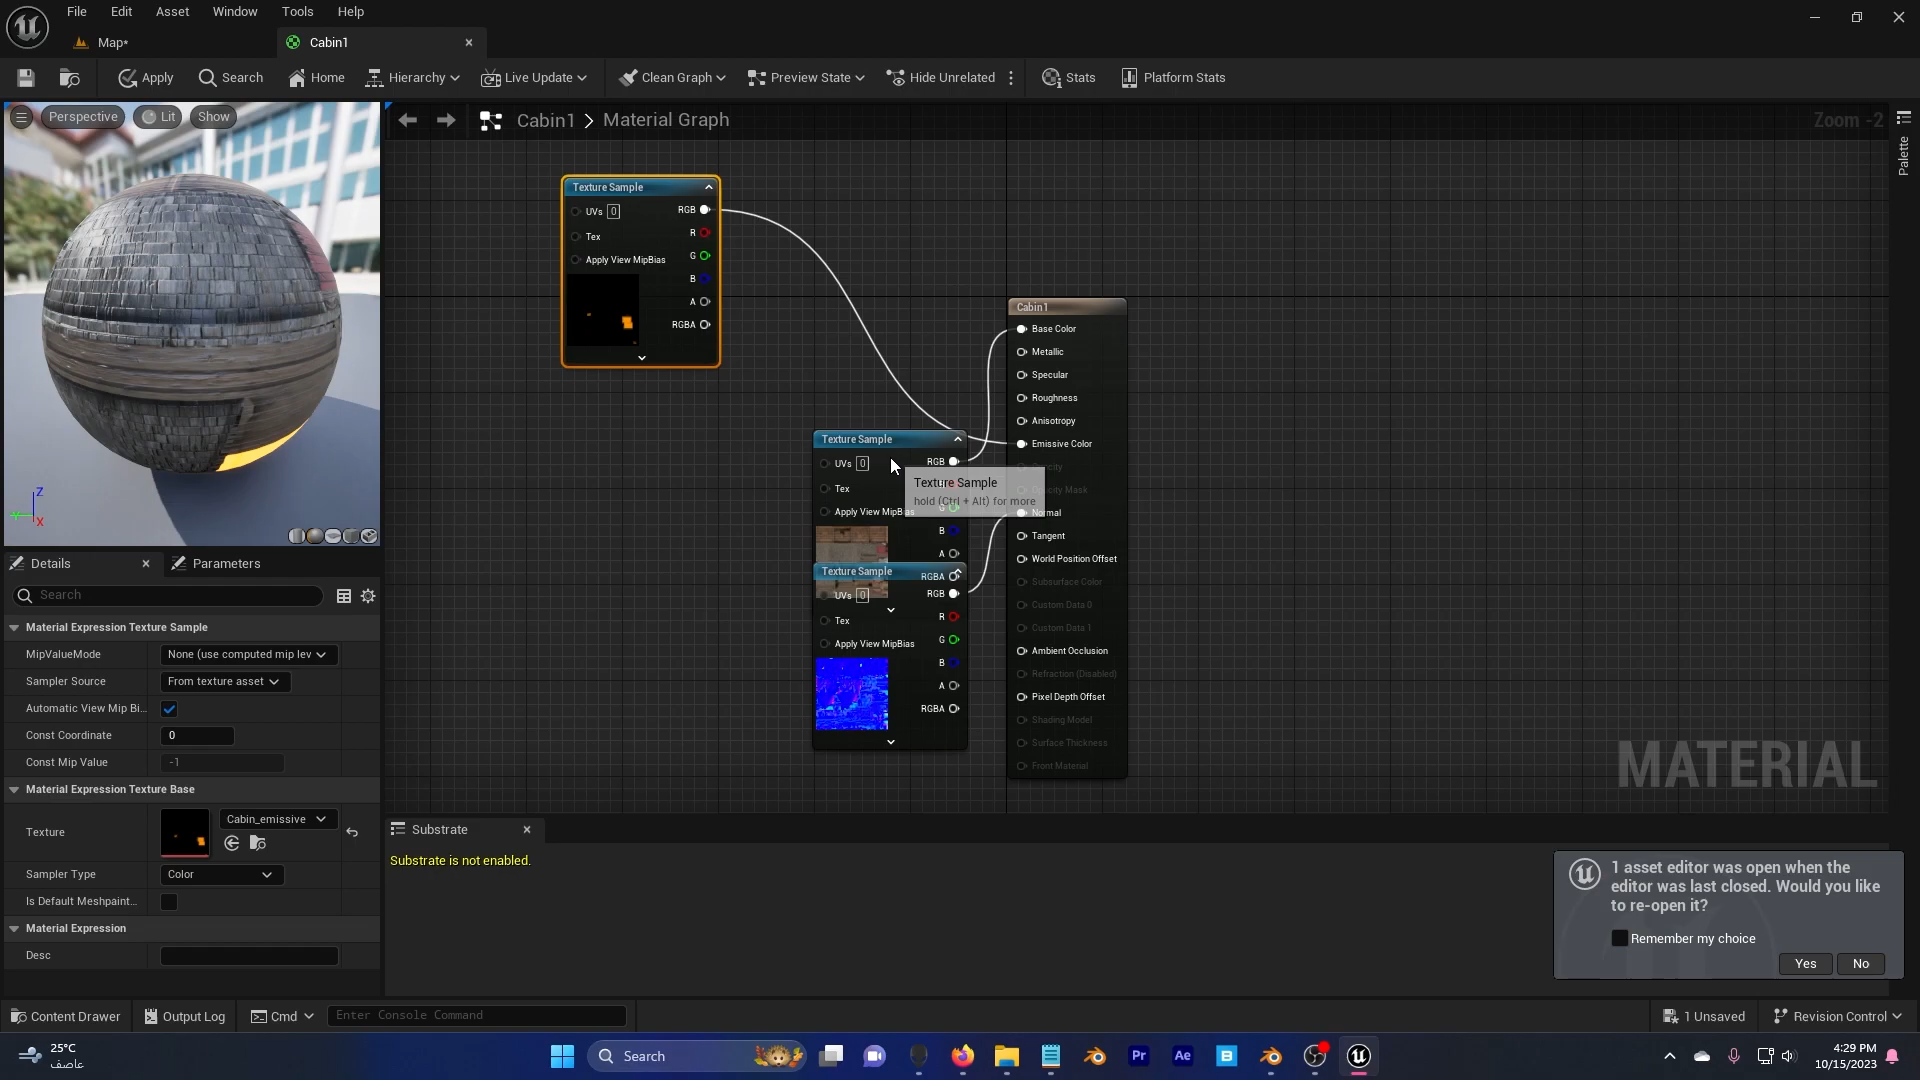 File Edit Asset Window Tools Help
Map*
Cabin1
Apply Search Home Hierarchy Live Update Clean Graph Preview State Hide Unrelated Stats Platform Stats
Perspective Lit Show
Cabin1 > Material Graph
Zoom -2
Palette
Texture Sample
UVs 0 RGB
R
Tex
G
Apply View MipBias
B
A
RGBA
Cabin1
Base Color
Metallic
Specular
Roughness
Anisotropy
Emissive Color
Opacity Mask
Normal
Tangent
World Position Offset
Subsurface Color
Custom Data 0
Custom Data 1
Ambient Occlusion
Refraction (Disabled)
Pixel Depth Offset
Shading Model
Surface Thickness
Front Material
Texture Sample
UVs 0 RGB
Tex
Apply View MipBias
B
A
RGBA
Texture Sample
hold (Ctrl + Alt) for more
Texture Sample
UVs 0 RGB
R
Tex
G
Apply View MipBias
B
A
RGBA
MATERIAL
Z
X
Details
Parameters
Search
Material Expression Texture Sample
MipValueMode None (use computed mip lev
Sampler Source From texture asset
Automatic View Mip Bi...
Const Coordinate 0
Const Mip Value -1
Material Expression Texture Base
Texture Cabin_emissive
Sampler Type Color
Is Default Meshpaint...
Material Expression
Desc
Substrate
Substrate is not enabled.
1 asset editor was open when the
editor was last closed. Would you like
to re-open it?
Remember my choice
Yes No
Content Drawer Output Log Cmd Enter Console Command 1 Unsaved Revision Control
25°C
عاصف
Search
Pr Ae B
4:29 PM
10/15/2023